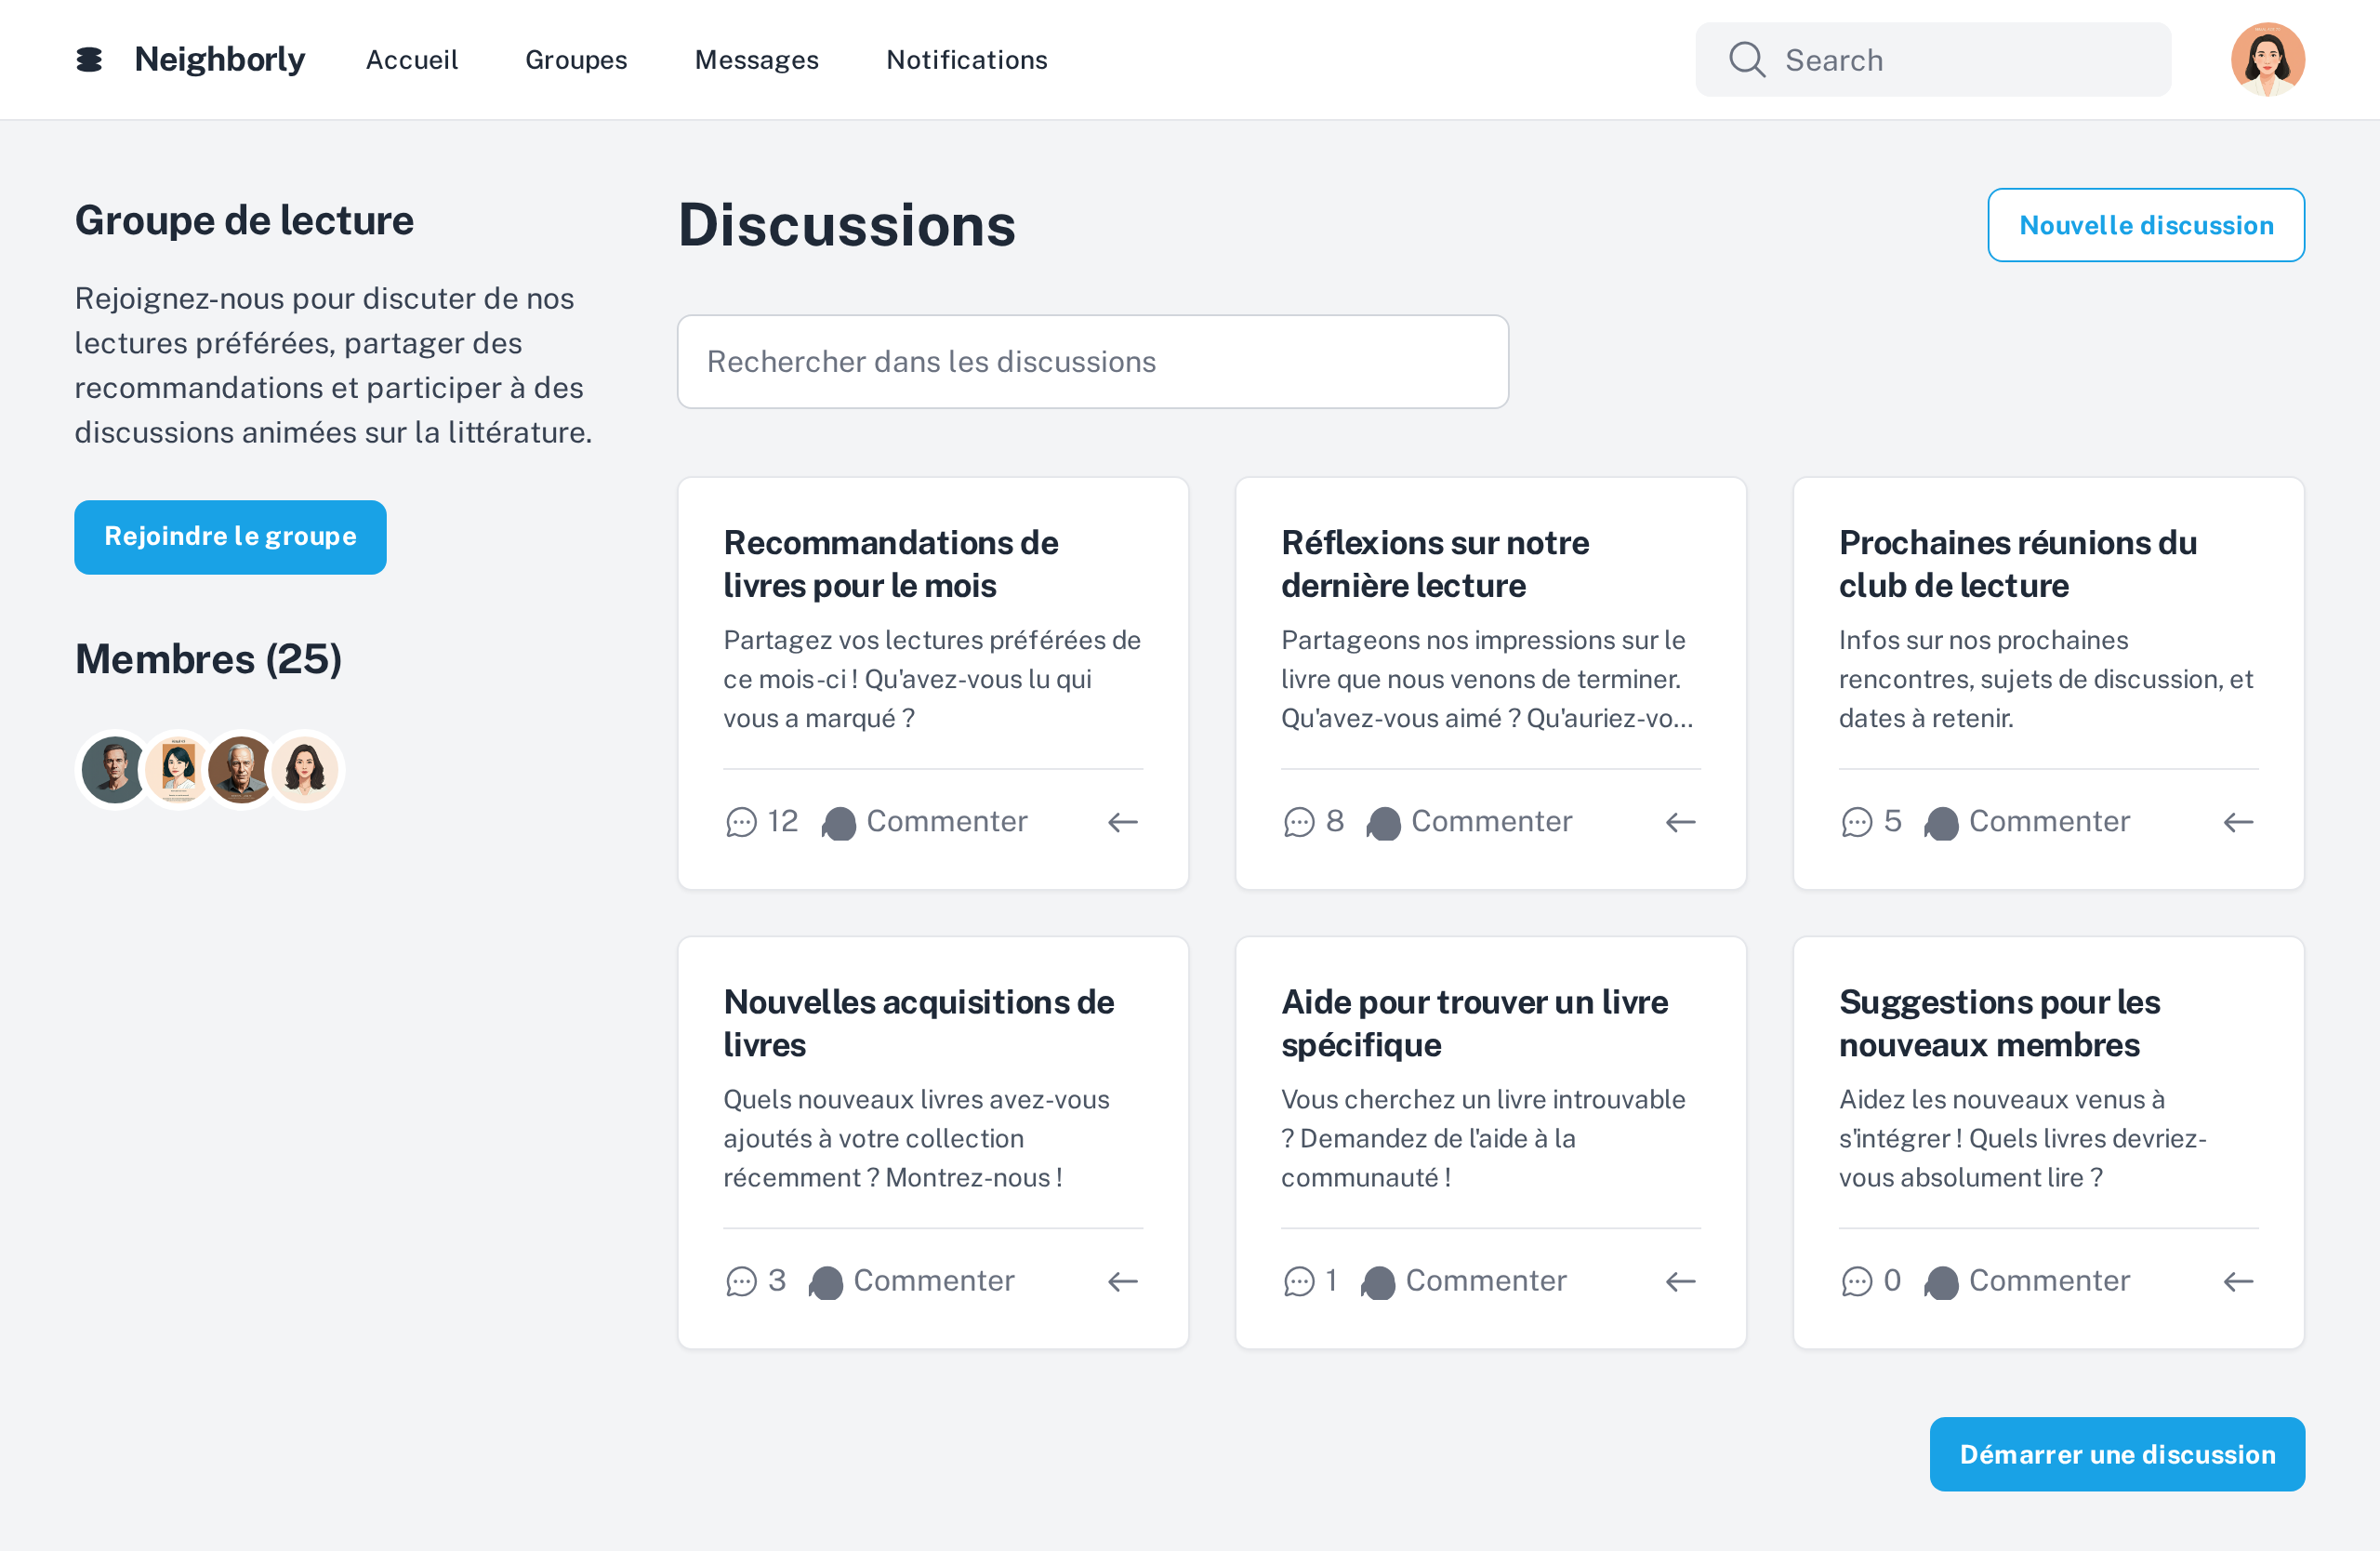 Neighborly
Accueil
Groupes
Messages
Notifications
Search
Groupe de lecture
Rejoignez-nous pour discuter de nos
lectures préférées, partager des
recommandations et participer à des
discussions animées sur la littérature.
Rejoindre le groupe
Membres (25)
Discussions
Nouvelle discussion
Rechercher dans les discussions
Recommandations de
livres pour le mois
Partagez vos lectures préférées de
ce mois-ci ! Qu'avez-vous lu qui
vous a marqué ?
12 Commenter
Réflexions sur notre
dernière lecture
Partageons nos impressions sur le
livre que nous venons de terminer.
Qu'avez-vous aimé ? Qu'auriez-vo...
8 Commenter
Prochaines réunions du
club de lecture
Infos sur nos prochaines
rencontres, sujets de discussion, et
dates à retenir.
5 Commenter
Nouvelles acquisitions de
livres
Quels nouveaux livres avez-vous
ajoutés à votre collection
récemment ? Montrez-nous !
3 Commenter
Aide pour trouver un livre
spécifique
Vous cherchez un livre introuvable
? Demandez de l'aide à la
communauté !
1 Commenter
Suggestions pour les
nouveaux membres
Aidez les nouveaux venus à
s'intégrer ! Quels livres devriez-
vous absolument lire ?
0 Commenter
Démarrer une discussion